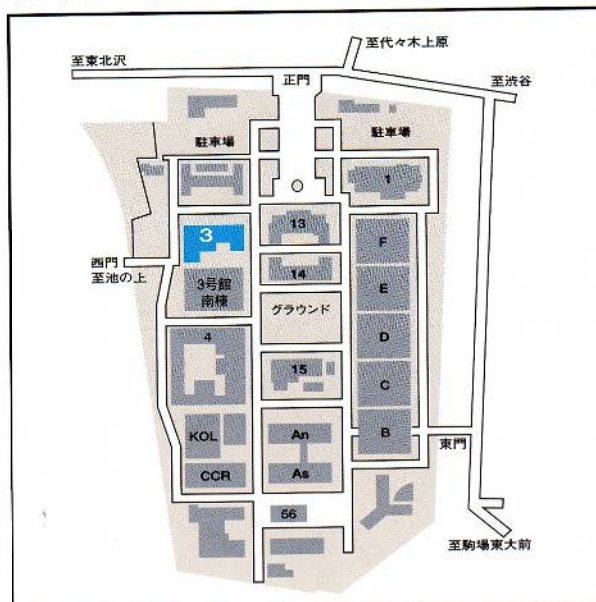 至代々木上原
至東北沢
正門
至渋谷
駐車場
駐車場
1
3
13
F
西門
至池の上
14
3号館
南棟
E
グラウンド
4
D
15
C
KOL
An
B
東門
CCR
As
56
至駒場東大前